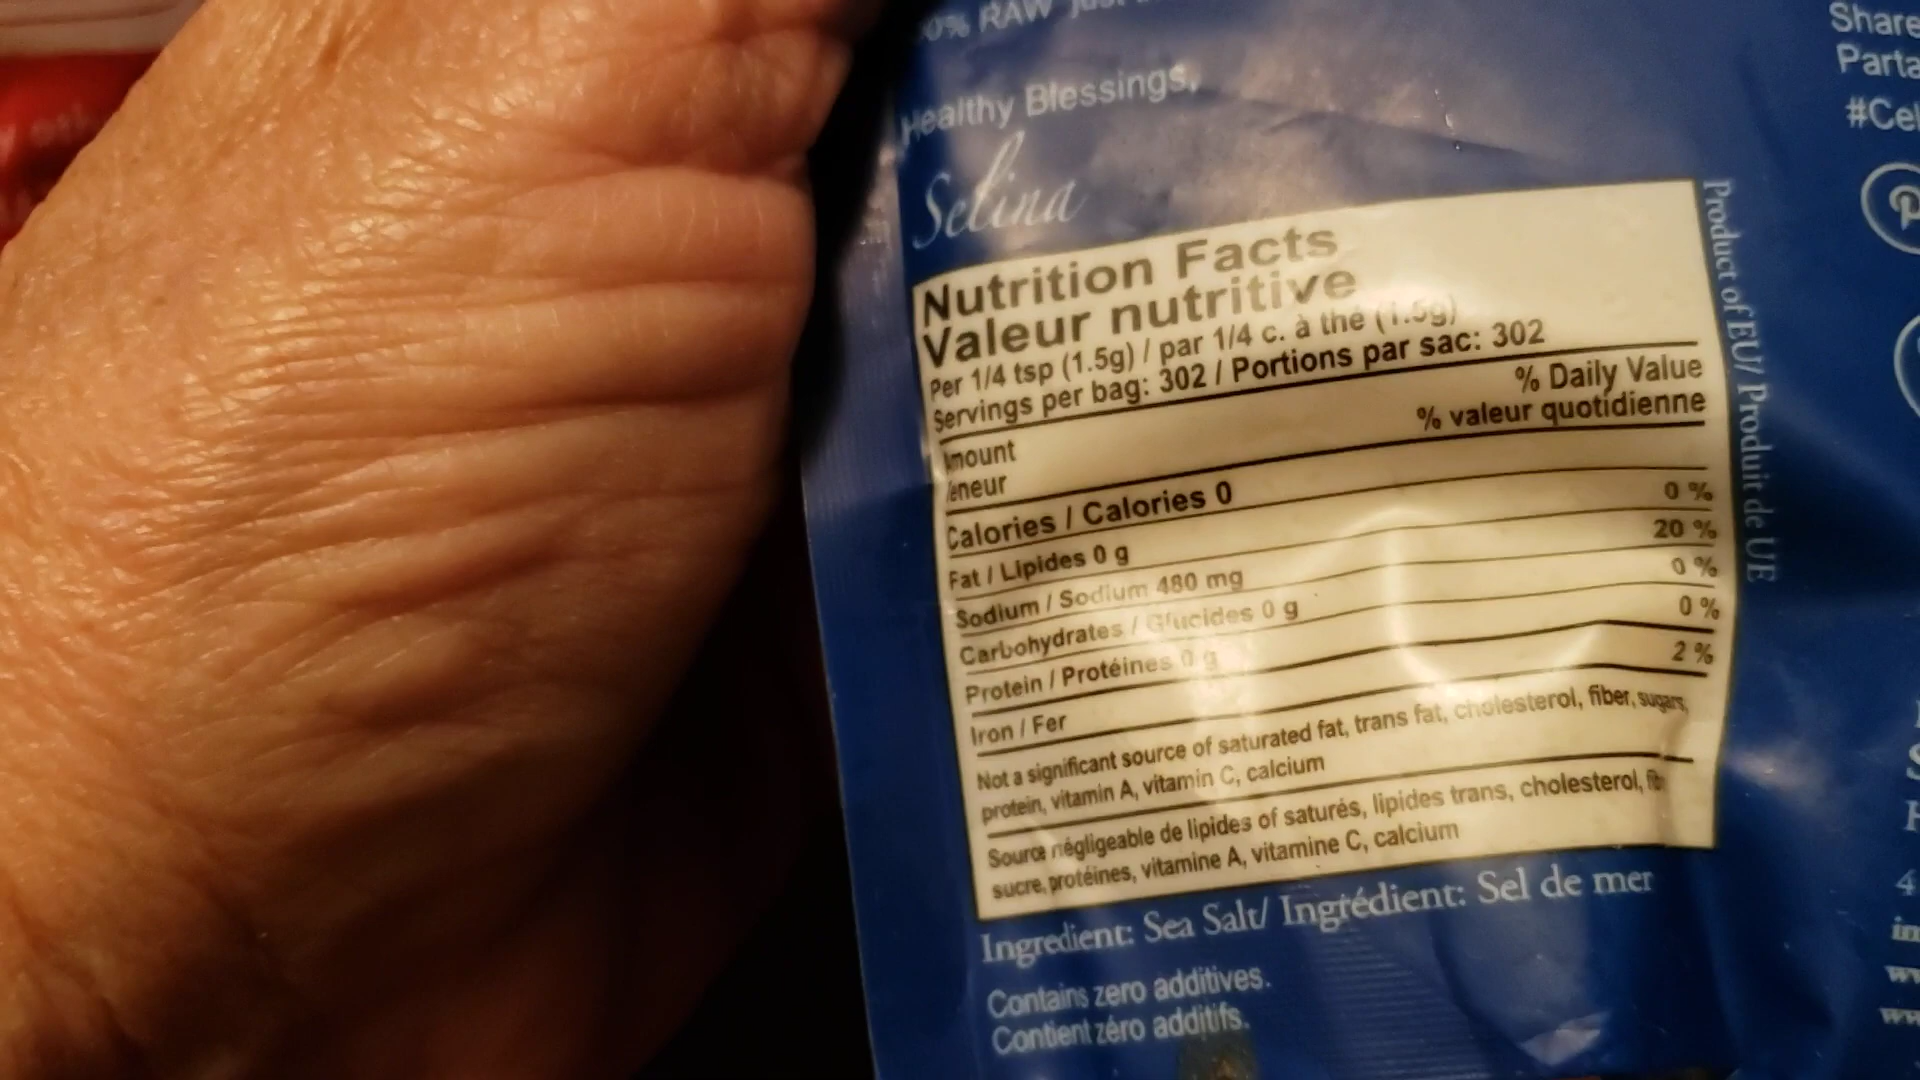 0% RAW just
Healthy Blessings,
Selina
Nutrition Facts
Valeur nutritive
Per 1/4 tsp (1.5g) / par 1/4 c. à thé (1.5g)
Servings per bag: 302 / Portions par sac: 302
% Daily Value
% valeur quotidienne
Amount
Teneur
Calories / Calories 0
Fat / Lipides 0 g 0 %
Sodium / Sodium 480 mg 20 %
Carbohydrates / Glucides 0 g 0 %
Protein / Protéines 0 g 0 %
Iron / Fer 2 %
Not a significant source of saturated fat, trans fat, cholesterol, fiber, sugars,
protein, vitamin A, vitamin C, calcium
Source négligeable de lipides of saturés, lipides trans, cholesterol,
sucre, protéines, vitamine A, vitamine C, calcium
Ingredient: Sea Salt/ Ingrédient: Sel de mer
Contains zero additives.
Contient zéro additifs.
Product of EU/ Produit de UE
Share
Parta
#Cel